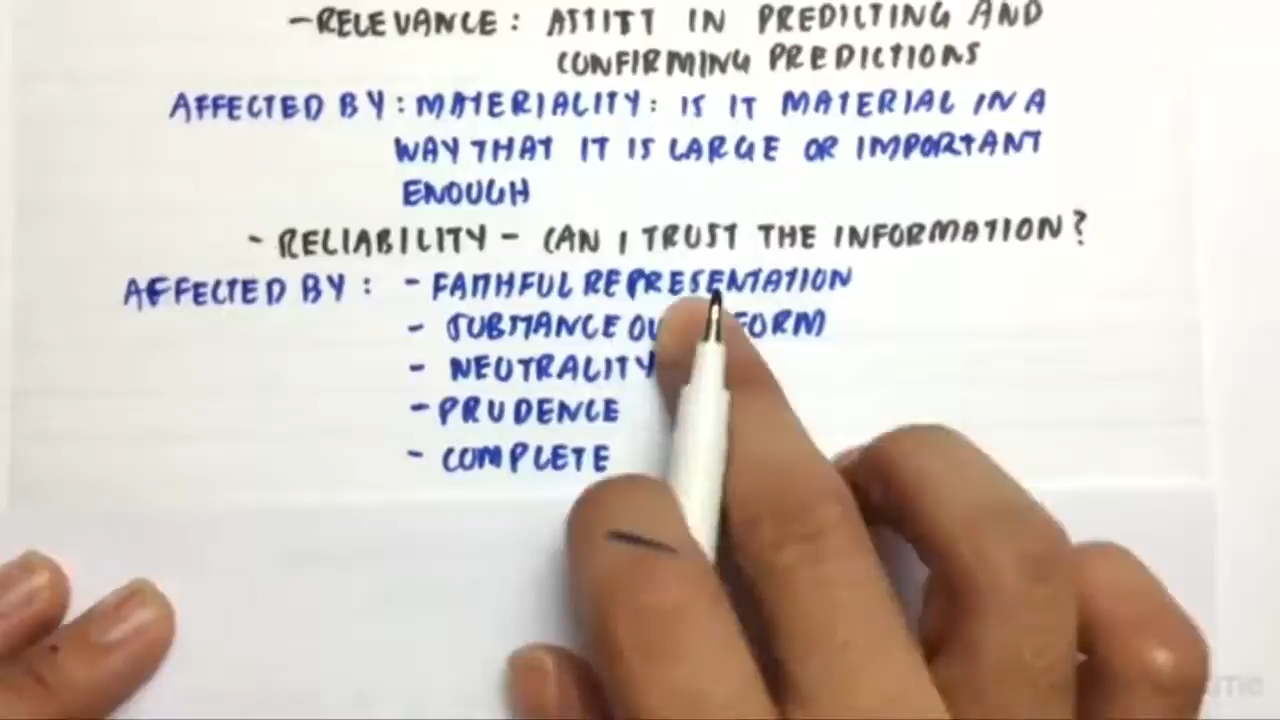 -RELEVANCE: ASSIST IN PREDICTING AND
CONFIRMING PREDICTIONS
AFFECTED BY: MATERIALITY: IS IT MATERIAL IN A
WAY THAT IT IS LARGE OR IMPORTANT
ENOUGH
- RELIABILITY - CAN I TRUST THE INFORMATION?
AFFECTED BY: - FAITHFUL REPRESENTATION
- SUBSTANCE FORM
- NEUTRALITY
- PRUDENCE
- COMPLETE